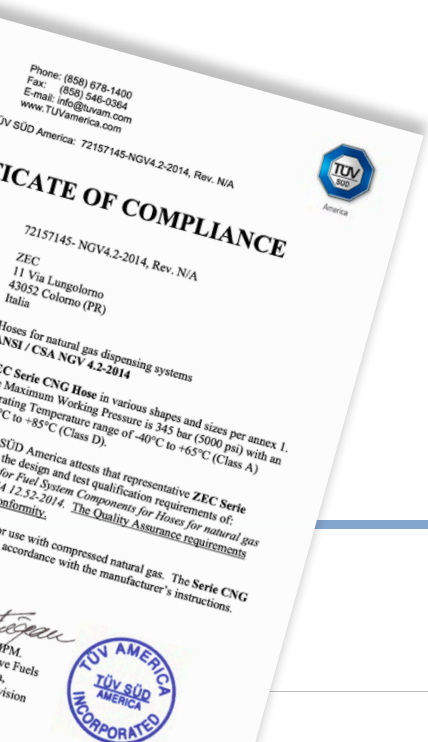 Phone: (858) 678-1400
Fax: (858) 546-0364
E-mail: info@tuvam.com
www.TUVamerica.com
ÜV SÜD America: 72157145-NGV4.2-2014, Rev. N/A
TÜV
SÜD
America
ICATE OF COMPLIANCE
72157145- NGV4.2-2014, Rev. N/A
ZEC
11 Via Lungolorno
43052 Colorno (PR)
Italia
Hoses for natural gas dispensing systems
ANSI / CSA NGV 4.2-2014
EC Serie CNG Hose in various shapes and sizes per annex 1.
Maximum Working Pressure is 345 bar (5000 psi) with an
rating Temperature range of -40°C to +65°C (Class A)
°C to +85°C (Class D).
SÜD America attests that representative ZEC Serie
the design and test qualification requirements of:
for Fuel System Components for Hoses for natural gas
A 12.52-2014. The Quality Assurance requirements
onformity.
or use with compressed natural gas. The Serie CNG
accordance with the manufacturer's instructions.
MPM.
ve Fuels
vision
TÜV AMERICA
TÜV SÜD
AMERICA
INCORPORATED